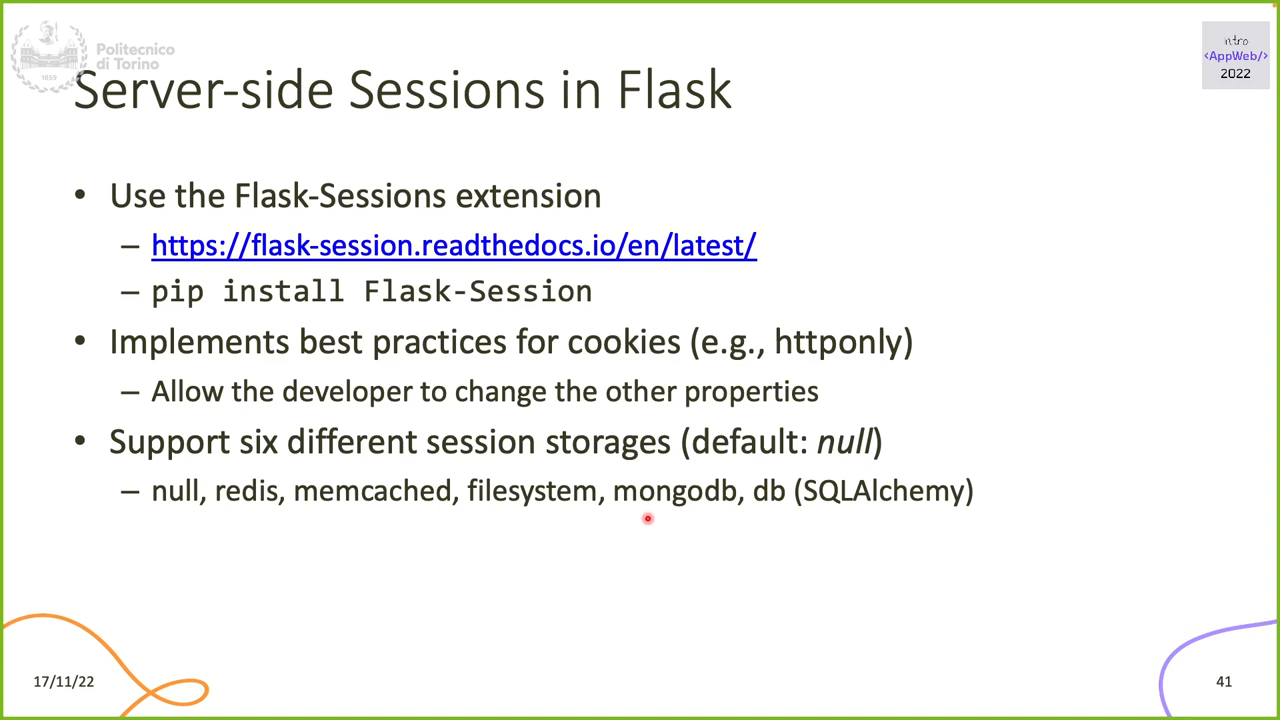 Politecnico
di Torino
1859
intro
<AppWeb/>
2022
Server-side Sessions in Flask
• Use the Flask-Sessions extension
– https://flask-session.readthedocs.io/en/latest/
– pip install Flask-Session
• Implements best practices for cookies (e.g., httponly)
– Allow the developer to change the other properties
• Support six different session storages (default: null)
– null, redis, memcached, filesystem, mongodb, db (SQLAlchemy)
17/11/22
41